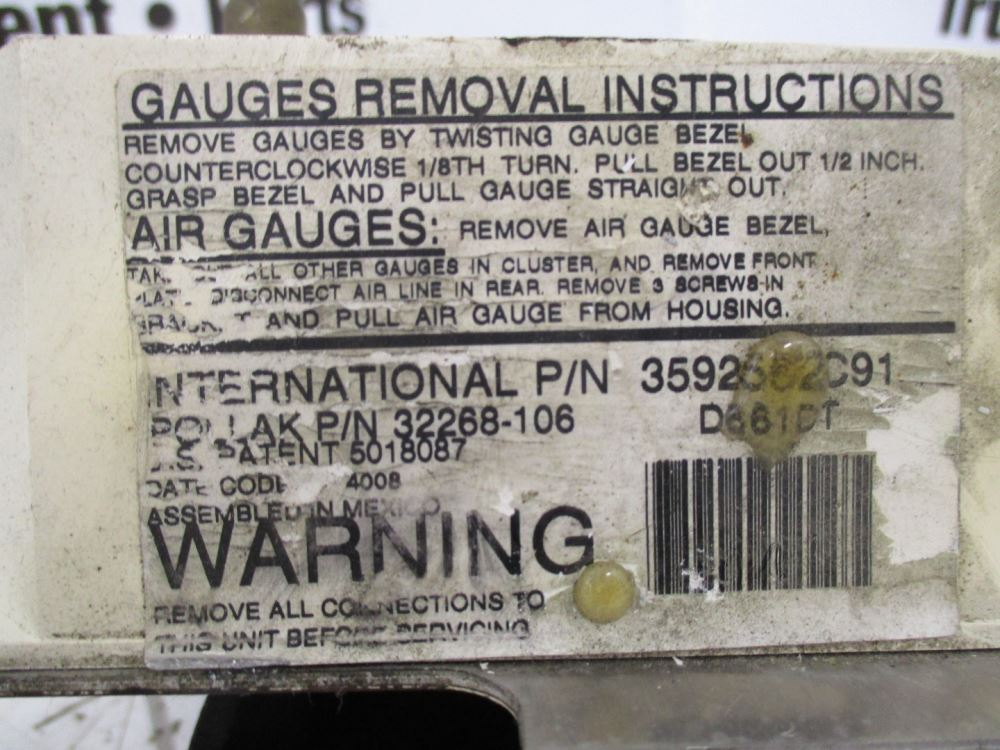 GAUGES REMOVAL INSTRUCTIONS
REMOVE GAUGES BY TWISTING GAUGE BEZEL
COUNTERCLOCKWISE 1/8TH TURN. PULL BEZEL OUT 1/2 INCH.
GRASP BEZEL AND PULL GAUGE STRAIGHT OUT.
AIR GAUGES: REMOVE AIR GAUGE BEZEL,
ALL OTHER GAUGES IN CLUSTER, AND REMOVE FRONT
DISCONNECT AIR LINE IN REAR. REMOVE 3 SCREWS IN
AND PULL AIR GAUGE FROM HOUSING.
INTERNATIONAL P/N
POLLAK P/N 32268-106
U.S. PATENT 5018087
DATE CODE 4008
ASSEMBLED IN MEXICO
WARNING
REMOVE ALL CONNECTIONS TO
THIS UNIT BEFORE SERVICING